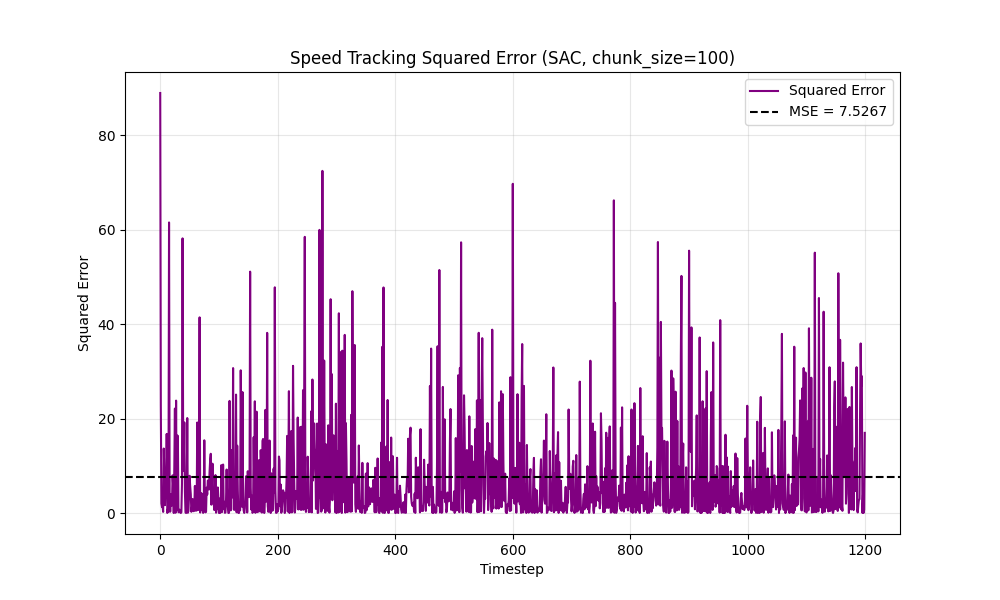 Speed Tracking Squared Error (SAC, chunk_size=100)
Squared Error
MSE = 7.5267
Squared Error
80
60
40
20
0
0 200 400 600 800 1000 1200
Timestep